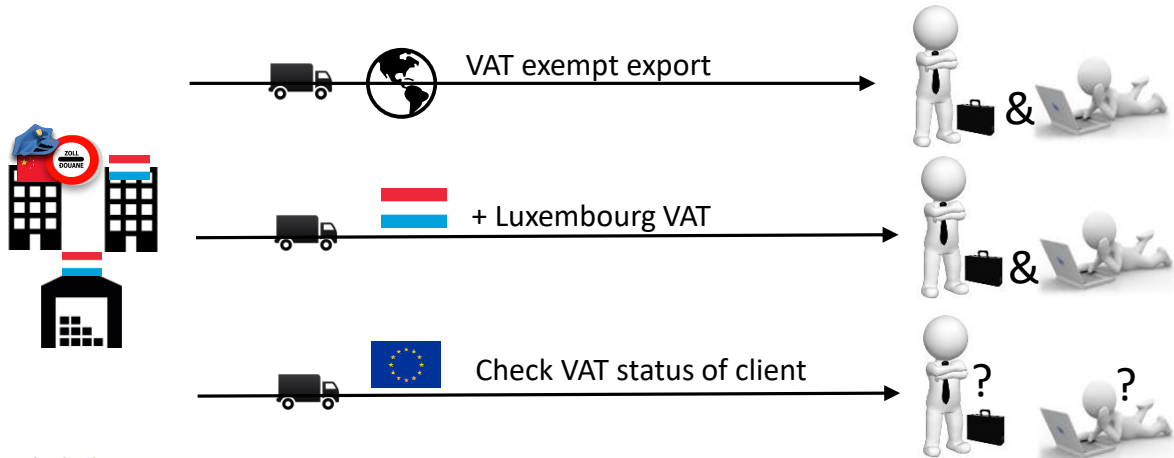 VAT exempt export
&
ZOLL
DOUANE
+ Luxembourg VAT
&
Check VAT status of client
?
?